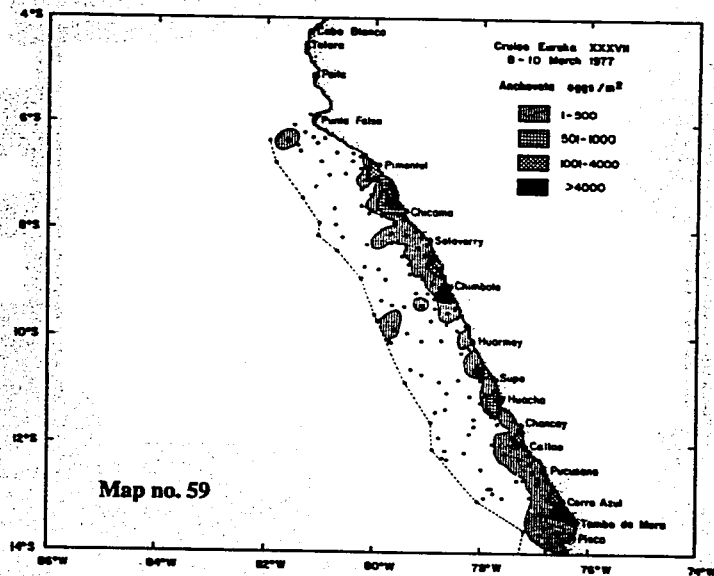 4°S
6°S
8°S
10°S
12°S
14°S
86°W
84°W
82°W
80°W
78°W
76°W
74°W
Cruise Eureka XXXVII
8-10 March 1977
Anchoveta eggs/m²
1-500
501-1000
1001-4000
>4000
Cabo Blanco
Talara
Paita
Punta Falsa
Pimentel
Chicama
Salaverry
Chimbote
Huarmey
Supe
Huacho
Chancay
Callao
Pucusana
Cerro Azul
Tambo de Mora
Pisco
Map no. 59